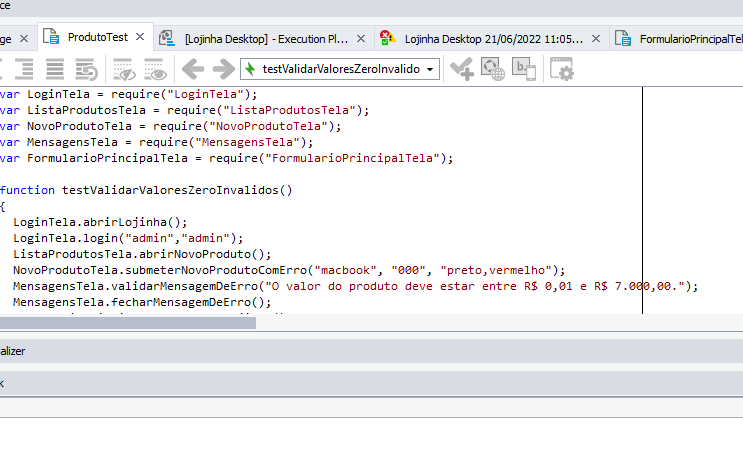 ce
ge
ProdutoTest
[Lojinha Desktop] - Execution Pl...
Lojinha Desktop 21/06/2022 11:05...
FormularioPrincipalTel
testValidarValoresZeroInvalido
var LoginTela = require("LoginTela");
var ListaProdutosTela = require("ListaProdutosTela");
var NovoProdutoTela = require("NovoProdutoTela");
var MensagensTela = require("MensagensTela");
var FormularioPrincipalTela = require("FormularioPrincipalTela");
function testValidarValoresZeroInvalidos()
{
LoginTela.abrirLojinha();
LoginTela.login("admin","admin");
ListaProdutosTela.abrirNovoProduto();
NovoProdutoTela.submeterNovoProdutoComErro("macbook", "000", "preto,vermelho");
MensagensTela.validarMensagemDeErro("O valor do produto deve estar entre R$ 0,01 e R$ 7.000,00.");
MensagensTela.fecharMensagemDeErro();
alizer
k